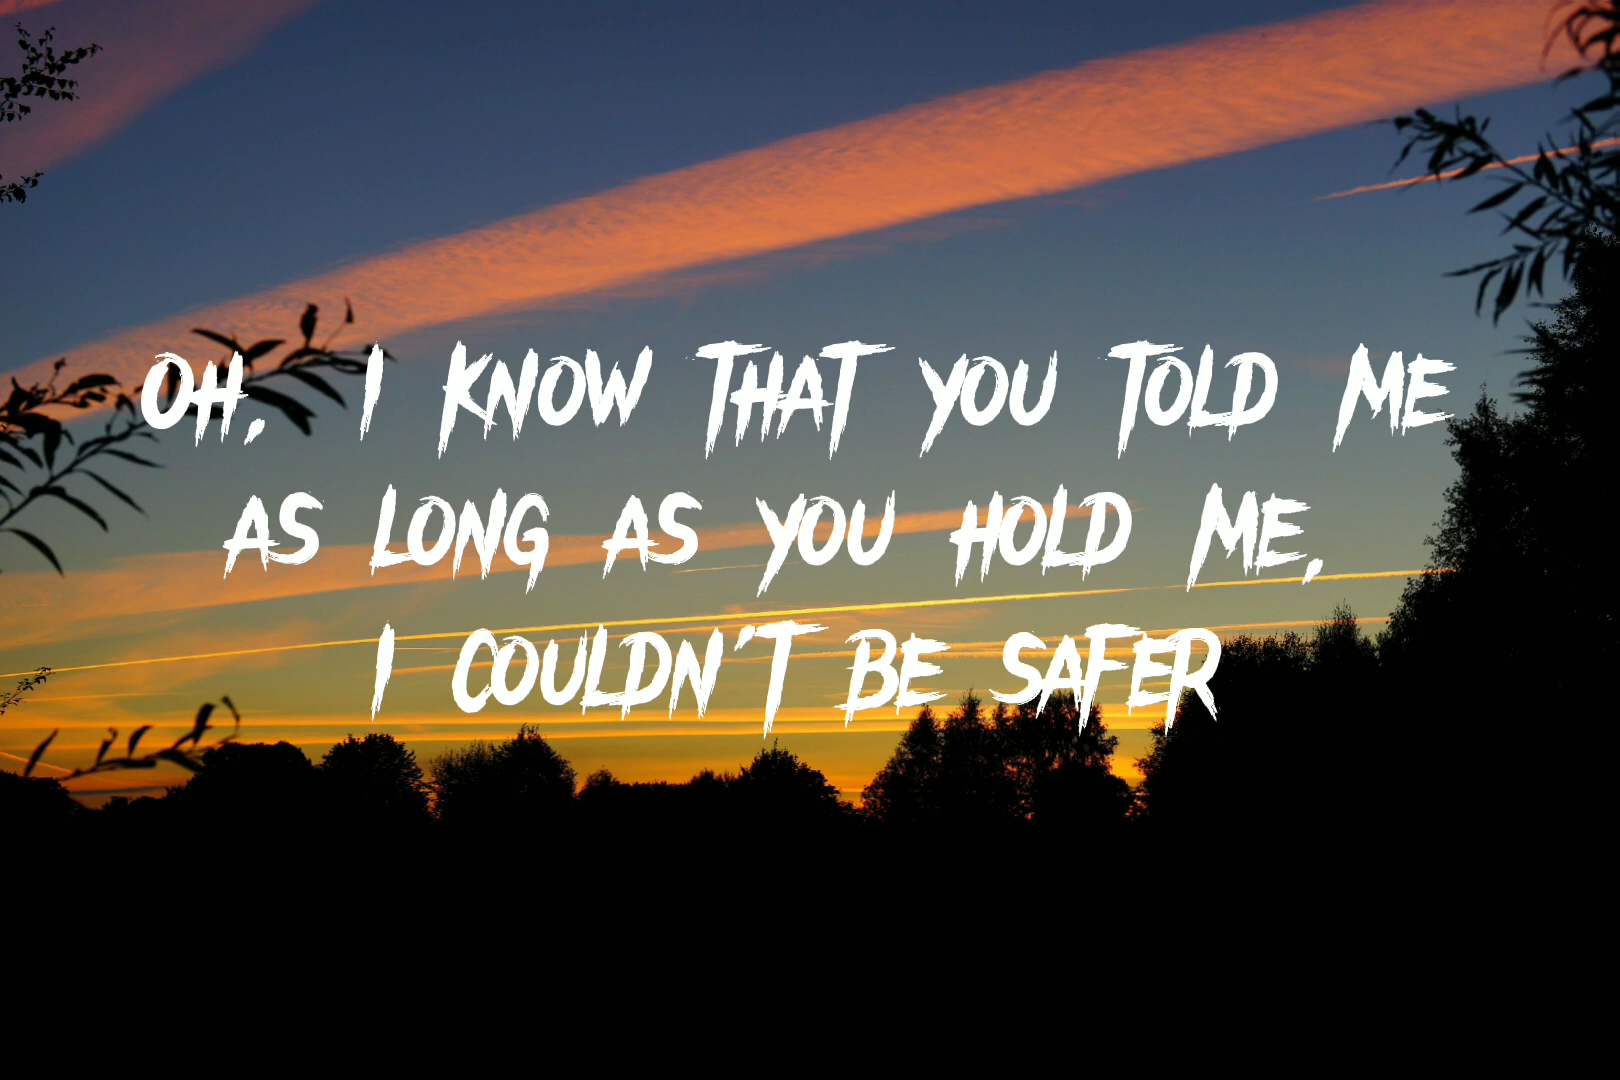 OH, I KNOW THAT YOU TOLD ME
AS LONG AS YOU HOLD ME,
I COULDN'T BE SAFER